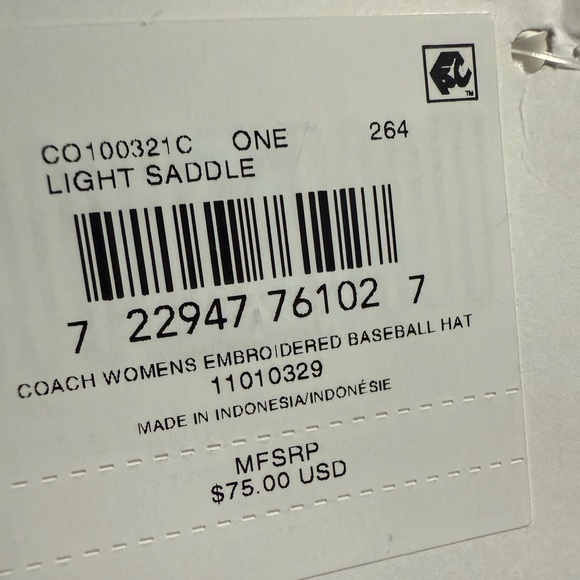 CO100321C ONE 264
LIGHT SADDLE
7 22947 76102 7
COACH WOMENS EMBROIDERED BASEBALL HAT
11010329
MADE IN INDONESIA/INDONÉSIE
MFSRP
$75.00 USD